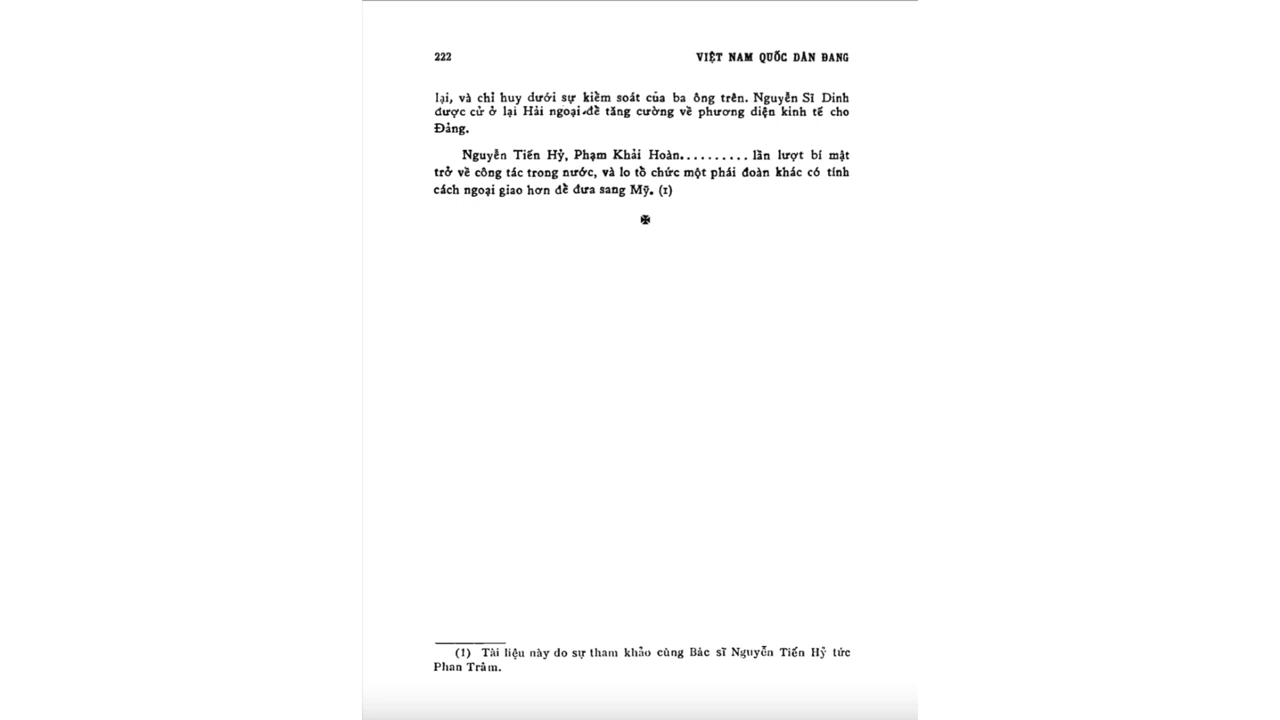 222 VIỆT NAM QUỐC DÂN ĐẢNG
lại, và chỉ huy dưới sự kiểm soát của ba ông trên. Nguyễn Sĩ Dinh
được cử ở lại Hải ngoại để tăng cường về phương diện kinh tế cho
Đảng.
Nguyễn Tiến Hỷ, Phạm Khải Hoàn.......... lần lượt bí mật
trở về công tác trong nước, và lo tổ chức một phái đoàn khác có tính
cách ngoại giao hơn để đưa sang Mỹ. (1)
(1) Tài liệu này do sự tham khảo cùng Bác sĩ Nguyễn Tiến Hỷ tức
Phan Trâm.